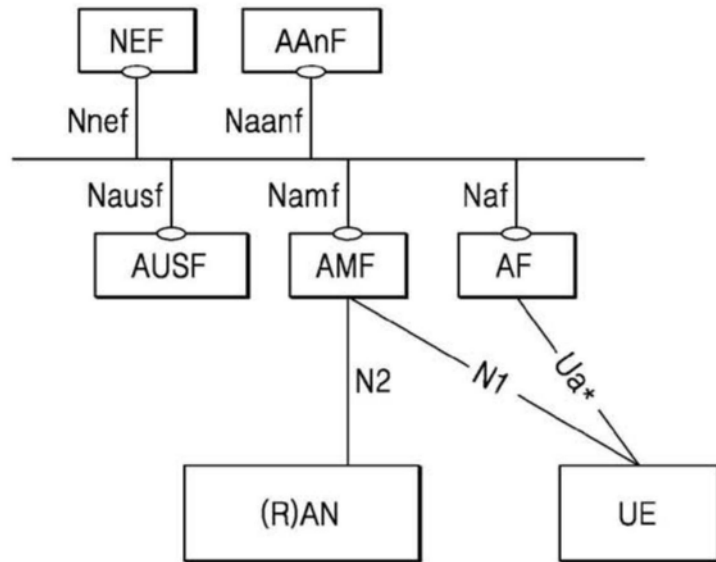 NEF
AAnF
Nnef
Naanf
Nausf
Namf
Naf
AUSF
AMF
AF
N2
N1
Ua*
(R)AN
UE